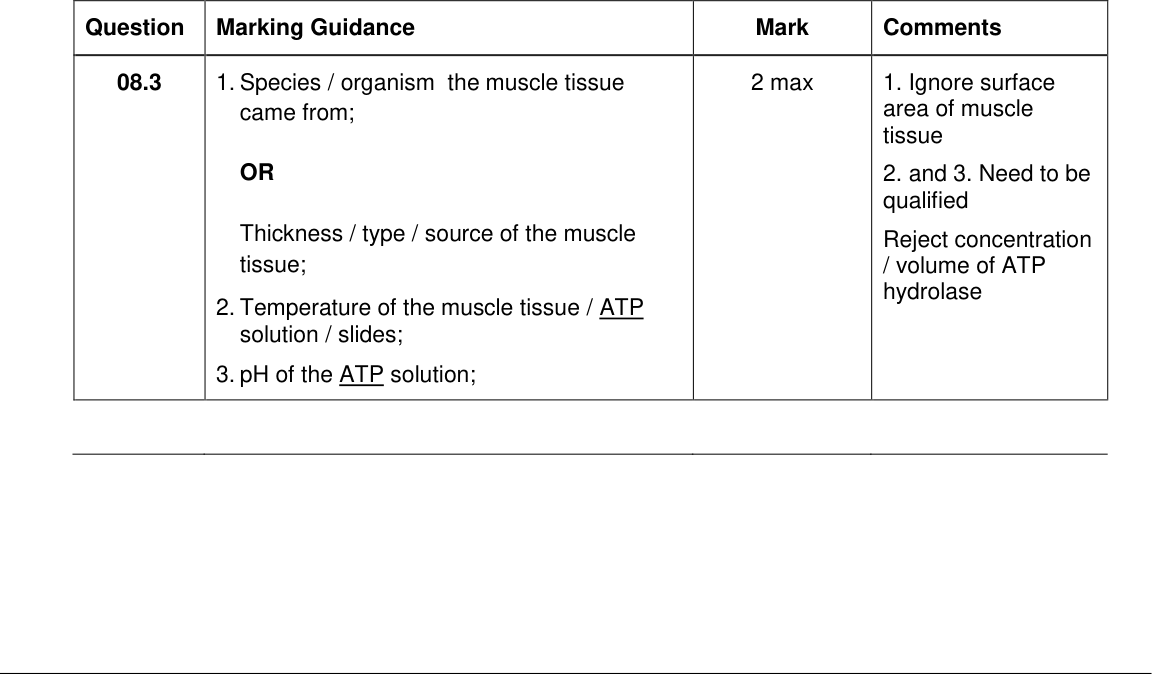 Question Marking Guidance Mark Comments
08.3 1. Species / organism the muscle tissue 2 max 1. Ignore surface
came from; area of muscle
tissue
OR 2. and 3. Need to be
qualified
Thickness / type / source of the muscle Reject concentration
tissue; / volume of ATP
2. Temperature of the muscle tissue / ATP hydrolase
solution / slides;
3. pH of the ATP solution;